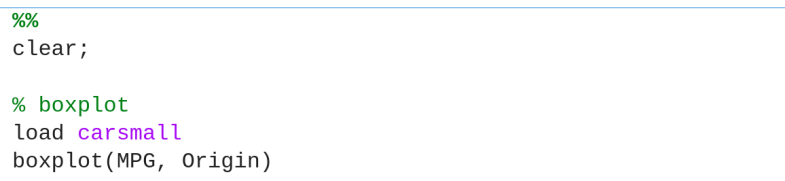 %%
clear;
% boxplot
load carsmall
boxplot(MPG, Origin)